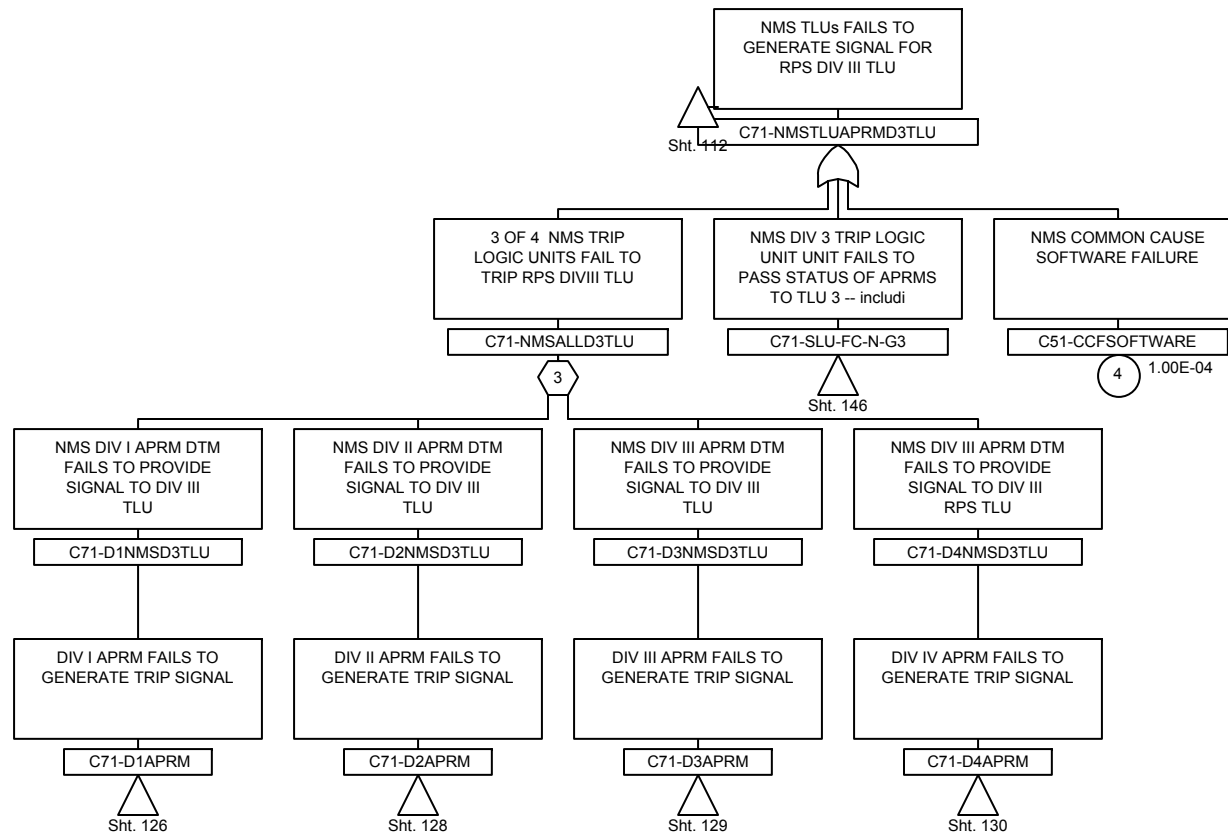 NMS TLUs FAILS TO
GENERATE SIGNAL FOR
RPS DIV III TLU
C71-NMSTLUAPRMD3TLU
Sht. 112
3 OF 4 NMS TRIP
LOGIC UNITS FAIL TO
TRIP RPS DIVIII TLU
C71-NMSALLD3TLU
3
NMS DIV 3 TRIP LOGIC
UNIT UNIT FAILS TO
PASS STATUS OF APRMS
TO TLU 3 -- includi
C71-SLU-FC-N-G3
Sht. 146
NMS COMMON CAUSE
SOFTWARE FAILURE
C51-CCFSOFTWARE
4
1.00E-04
NMS DIV I APRM DTM
FAILS TO PROVIDE
SIGNAL TO DIV III
TLU
C71-D1NMSD3TLU
NMS DIV II APRM DTM
FAILS TO PROVIDE
SIGNAL TO DIV III
TLU
C71-D2NMSD3TLU
NMS DIV III APRM DTM
FAILS TO PROVIDE
SIGNAL TO DIV III
TLU
C71-D3NMSD3TLU
NMS DIV III APRM DTM
FAILS TO PROVIDE
SIGNAL TO DIV III
RPS TLU
C71-D4NMSD3TLU
DIV I APRM FAILS TO
GENERATE TRIP SIGNAL
C71-D1APRM
Sht. 126
DIV II APRM FAILS TO
GENERATE TRIP SIGNAL
C71-D2APRM
Sht. 128
DIV III APRM FAILS TO
GENERATE TRIP SIGNAL
C71-D3APRM
Sht. 129
DIV IV APRM FAILS TO
GENERATE TRIP SIGNAL
C71-D4APRM
Sht. 130